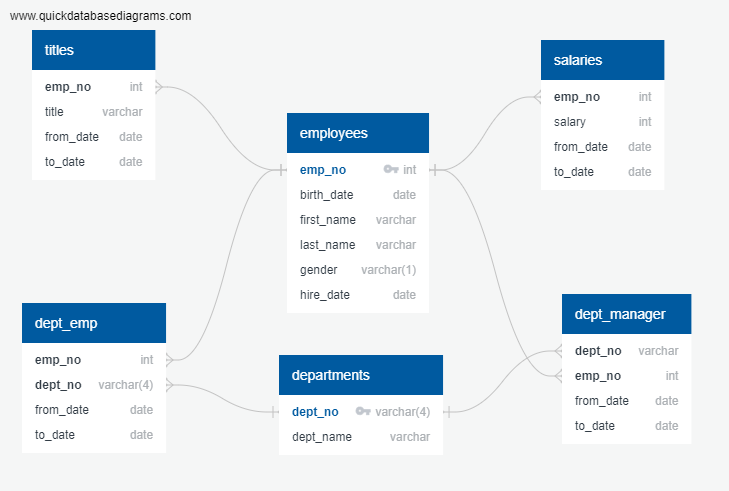 www.quickdatabasediagrams.com
titles
emp_no int
title varchar
from_date date
to_date date
salaries
emp_no int
salary int
from_date date
to_date date
employees
emp_no int
birth_date date
first_name varchar
last_name varchar
gender varchar(1)
hire_date date
dept_emp
emp_no int
dept_no varchar(4)
from_date date
to_date date
departments
dept_no varchar(4)
dept_name varchar
dept_manager
dept_no varchar
emp_no int
from_date date
to_date date